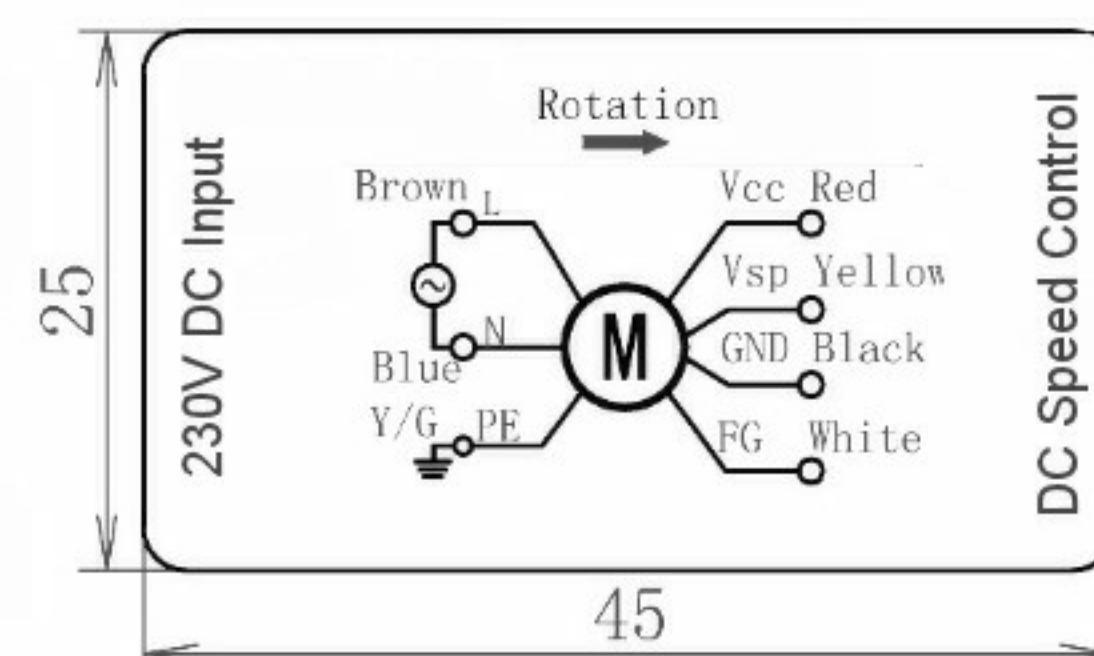 Rotation
230V DC Input
Brown L
Blue N
Y/G PE
M
Vcc Red
Vsp Yellow
GND Black
FG White
DC Speed Control
25
45